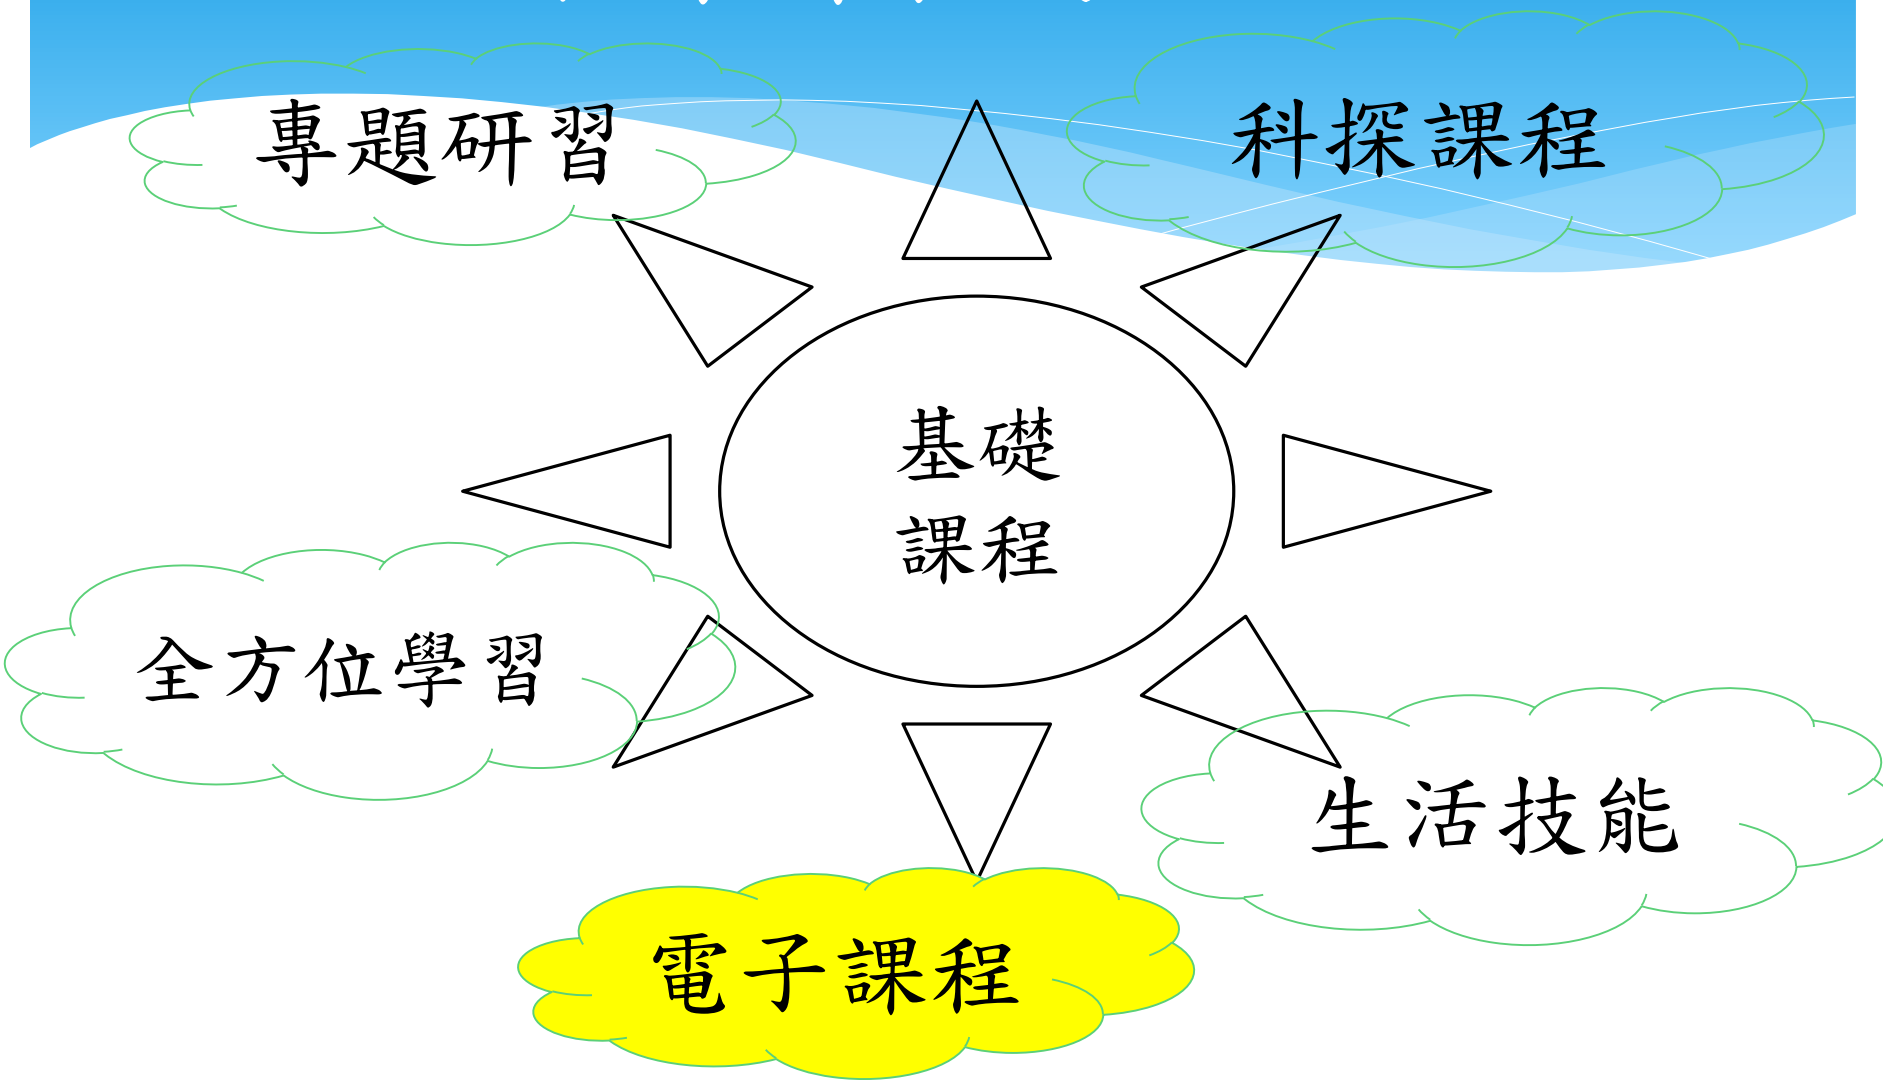 專題研習
科探課程
基礎
課程
全方位學習
生活技能
電子課程